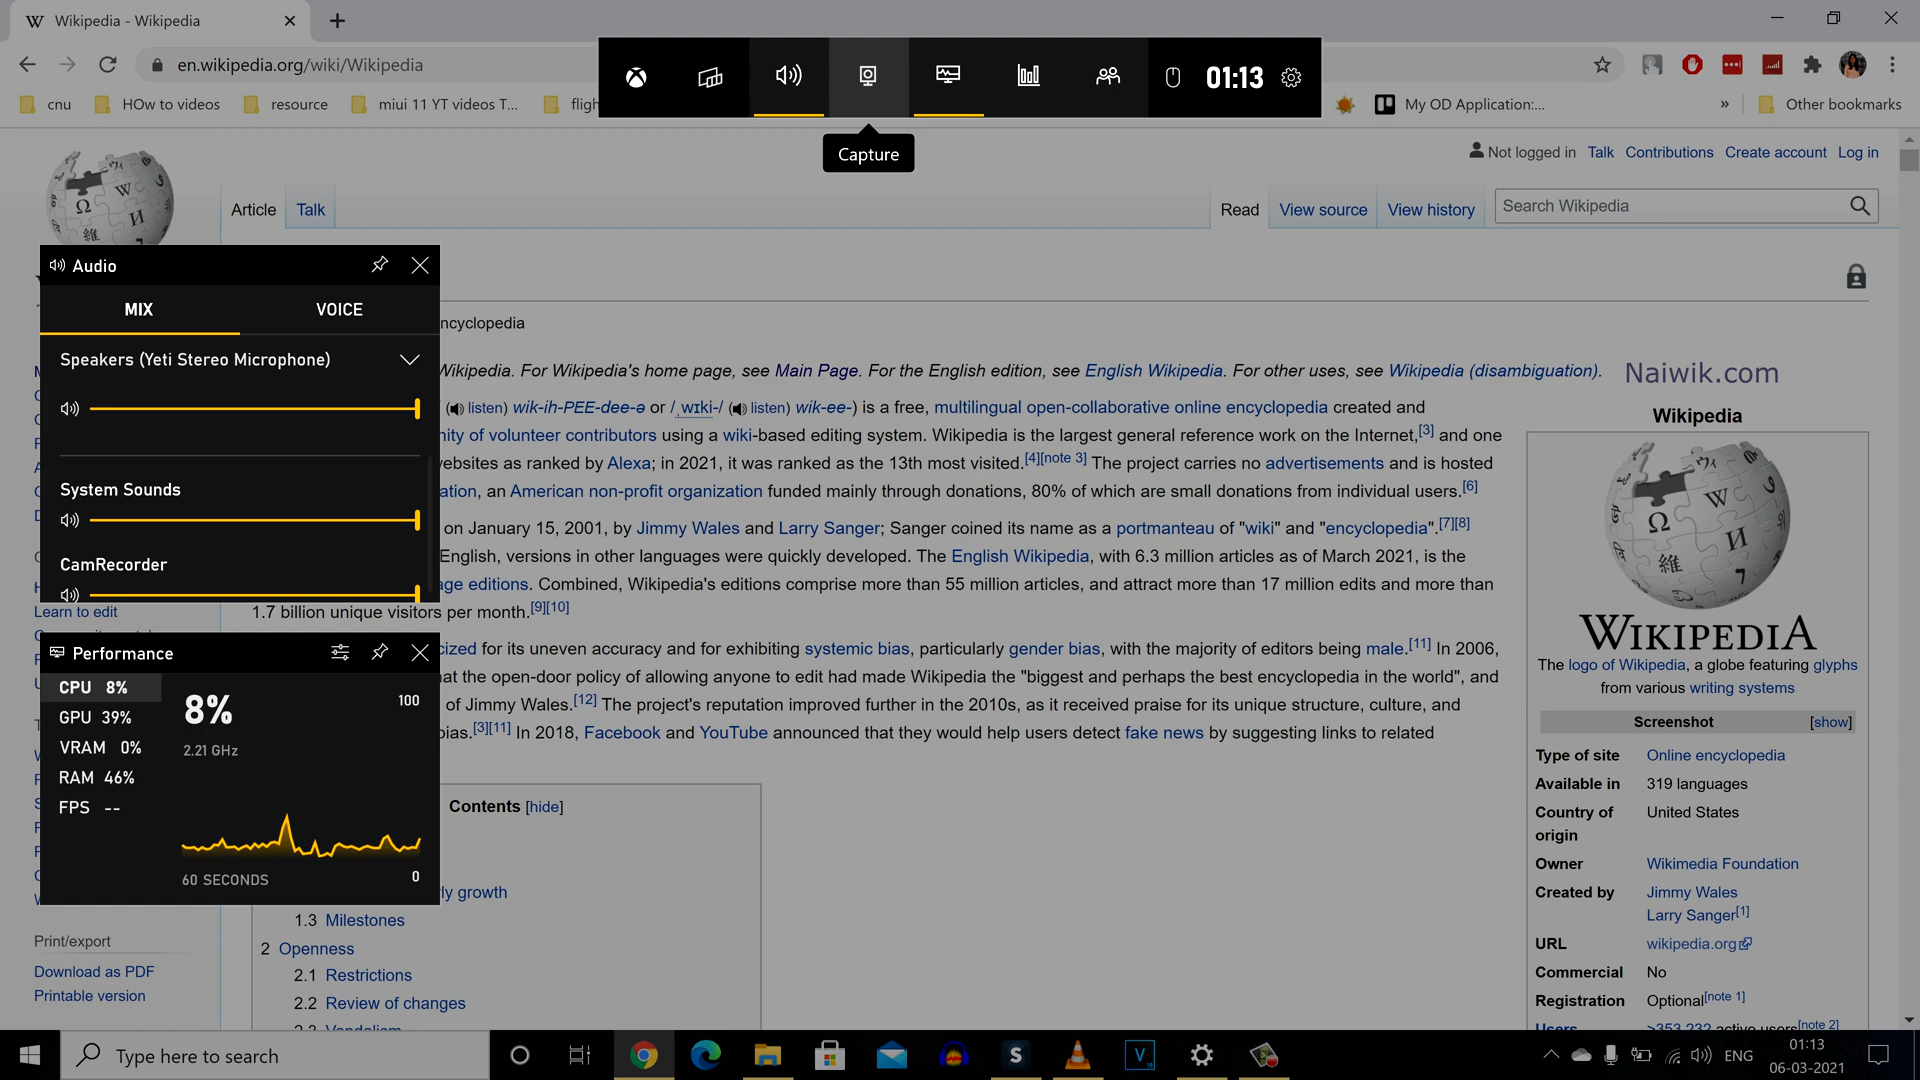 Wikipedia - Wikipedia
en.wikipedia.org/wiki/Wikipedia
01:13
cnu
HOw to videos
resource
miui 11 YT videos T...
fligh
My OD Application:...
»
Other bookmarks
Capture
Not logged in Talk Contributions Create account Log in
Article Talk
Read View source View history
Search Wikipedia
Audio
MIX VOICE
Speakers (Yeti Stereo Microphone)
System Sounds
CamRecorder
Learn to edit
Performance
CPU 8%
GPU 39%
VRAM 0%
RAM 46%
FPS --
8%
2.21 GHz
100
60 SECONDS
0
Print/export
Download as PDF
Printable version
ncyclopedia
Wikipedia. For Wikipedia's home page, see Main Page. For the English edition, see English Wikipedia. For other uses, see Wikipedia (disambiguation).
(listen) wik-ih-PEE-dee-ə or /ˌwɪki-/ (listen) wik-ee-) is a free, multilingual open-collaborative online encyclopedia created and
nity of volunteer contributors using a wiki-based editing system. Wikipedia is the largest general reference work on the Internet,[3] and one
ebsites as ranked by Alexa; in 2021, it was ranked as the 13th most visited.[4][note 3] The project carries no advertisements and is hosted
ation, an American non-profit organization funded mainly through donations, 80% of which are small donations from individual users.[6]
on January 15, 2001, by Jimmy Wales and Larry Sanger; Sanger coined its name as a portmanteau of "wiki" and "encyclopedia".[7][8]
English, versions in other languages were quickly developed. The English Wikipedia, with 6.3 million articles as of March 2021, is the
age editions. Combined, Wikipedia's editions comprise more than 55 million articles, and attract more than 17 million edits and more than
1.7 billion unique visitors per month.[9][10]
cized for its uneven accuracy and for exhibiting systemic bias, particularly gender bias, with the majority of editors being male.[11] In 2006,
at the open-door policy of allowing anyone to edit had made Wikipedia the "biggest and perhaps the best encyclopedia in the world", and
of Jimmy Wales.[12] The project's reputation improved further in the 2010s, as it received praise for its unique structure, culture, and
bias.[3][11] In 2018, Facebook and YouTube announced that they would help users detect fake news by suggesting links to related
Contents [hide]
ly growth
1.3 Milestones
2 Openness
2.1 Restrictions
2.2 Review of changes
2.3 Vandalism
Naiwik.com
Wikipedia
WIKIPEDIA
The logo of Wikipedia, a globe featuring glyphs
from various writing systems
Screenshot [show]
Type of site Online encyclopedia
Available in 319 languages
Country of origin United States
Owner Wikimedia Foundation
Created by Jimmy Wales
Larry Sanger[1]
URL wikipedia.org
Commercial No
Registration Optional[note 1]
Users >353,232 active users[note 2]
Type here to search
ENG
01:13
06-03-2021